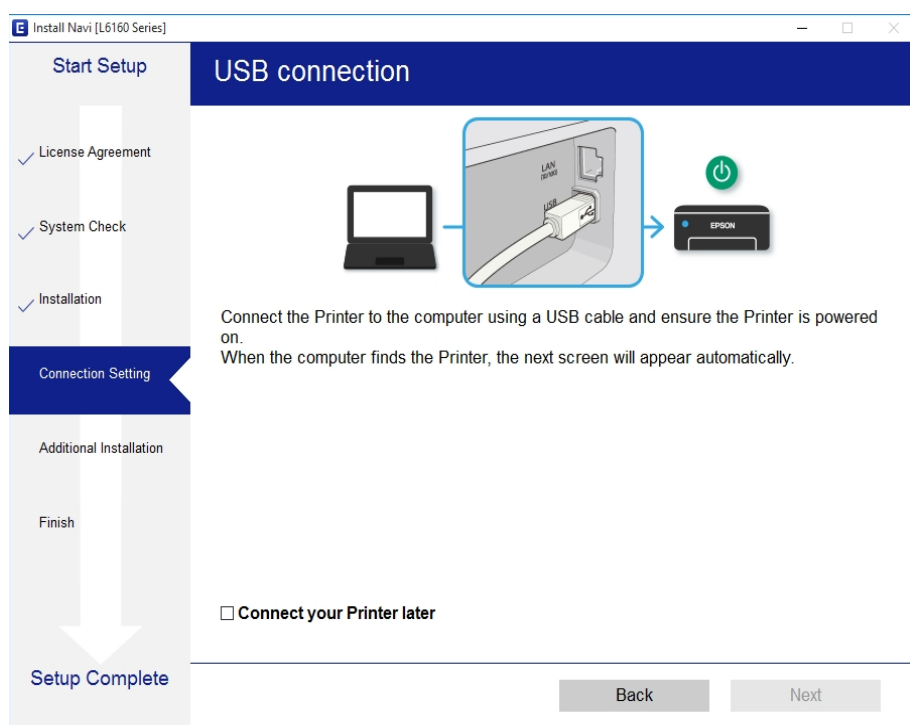 Install Navi [L6160 Series]
Start Setup
USB connection
License Agreement
System Check
Installation
Connection Setting
Additional Installation
Finish
Setup Complete
LAN
USB
EPSON
Connect the Printer to the computer using a USB cable and ensure the Printer is powered
on.
When the computer finds the Printer, the next screen will appear automatically.
Connect your Printer later
Back
Next